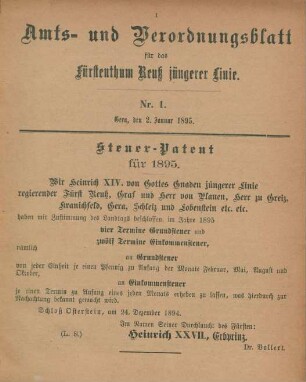 1
Amts- und Verordnungsblatt
für das
Fürstenthum Reuß jüngerer Linie.
Nr. 1.
Gera, den 2. Januar 1895.
Steuer-Patent
für 1895.
Wir Heinrich XIV. von Gottes Gnaden jüngerer Linie
regierender Fürst Reuß, Graf und Herr von Plauen, Herr zu Greiz,
Kranichfeld, Gera, Schleiz und Lobenstein etc. etc.
haben mit Zustimmung des Landtags beschlossen, im Jahre 1895
vier Termine Grundsteuer und
zwölf Termine Einkommensteuer,
nämlich
an Grundsteuer
von jeder Einheit je einen Pfennig zu Anfang der Monate Februar, Mai, August und
Oktober,
an Einkommensteuer
je einen Termin zu Anfang eines jeden Monats erheben zu lassen, was hierdurch zur
Nachachtung bekannt gemacht wird.
Schloß Osterstein, am 24. Dezember 1894.
Im Namen Seiner Durchlaucht des Fürsten:
(L. S.) Heinrich XXVII., Erbprinz.
Dr. Vollert.